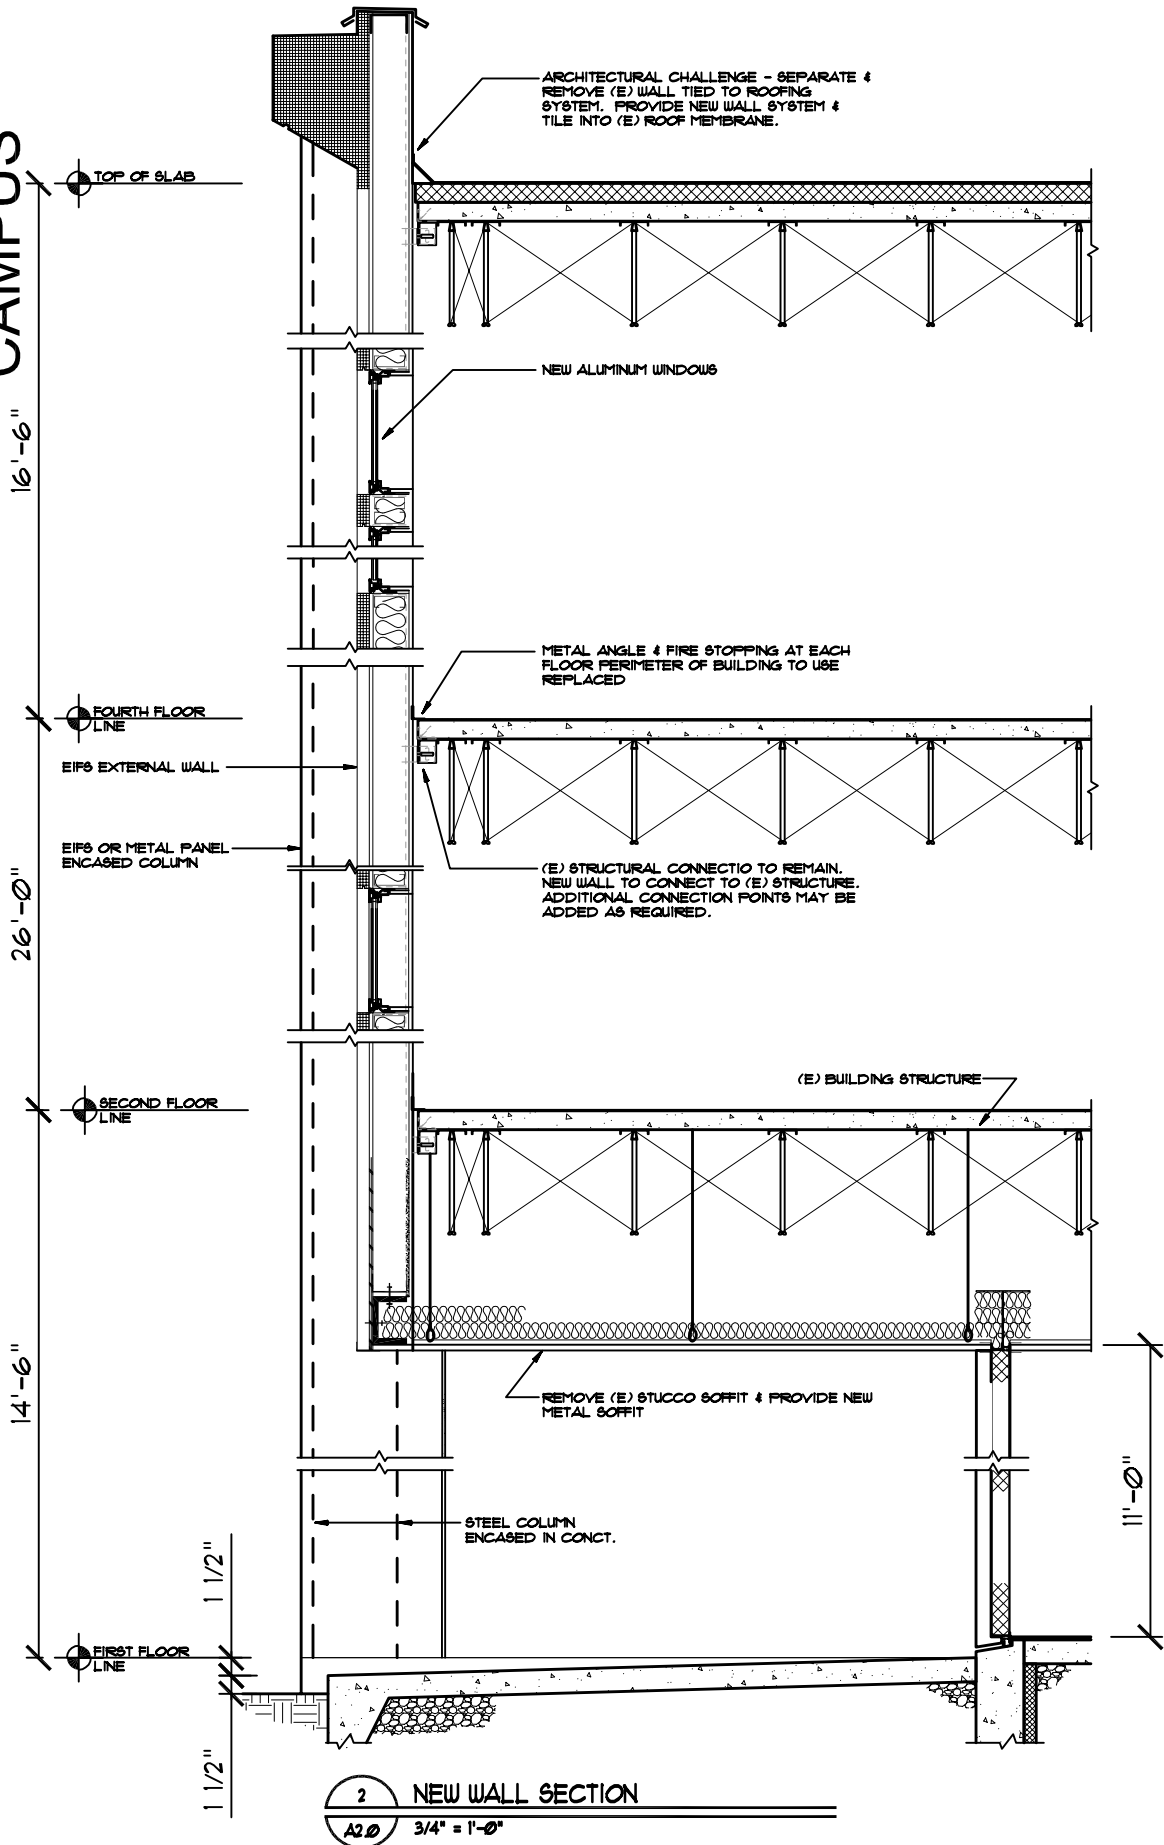 CAMPUS
ARCHITECTURAL CHALLENGE - SEPARATE &
REMOVE (E) WALL TIED TO ROOFING
SYSTEM. PROVIDE NEW WALL SYSTEM &
TILE INTO (E) ROOF MEMBRANE.
TOP OF SLAB
NEW ALUMINUM WINDOWS
16'-6"
METAL ANGLE & FIRE STOPPING AT EACH
FLOOR PERIMETER OF BUILDING TO USE
REPLACED
FOURTH FLOOR
LINE
EIFS EXTERNAL WALL
EIFS OR METAL PANEL
ENCASED COLUMN
(E) STRUCTURAL CONNECTIO TO REMAIN.
NEW WALL TO CONNECT TO (E) STRUCTURE.
ADDITIONAL CONNECTION POINTS MAY BE
ADDED AS REQUIRED.
26'-0"
(E) BUILDING STRUCTURE
SECOND FLOOR
LINE
14'-6"
REMOVE (E) STUCCO SOFFIT & PROVIDE NEW
METAL SOFFIT
11'-0"
STEEL COLUMN
ENCASED IN CONCT.
1 1/2"
FIRST FLOOR
LINE
1 1/2"
2
NEW WALL SECTION
A2.0
3/4" = 1'-0"